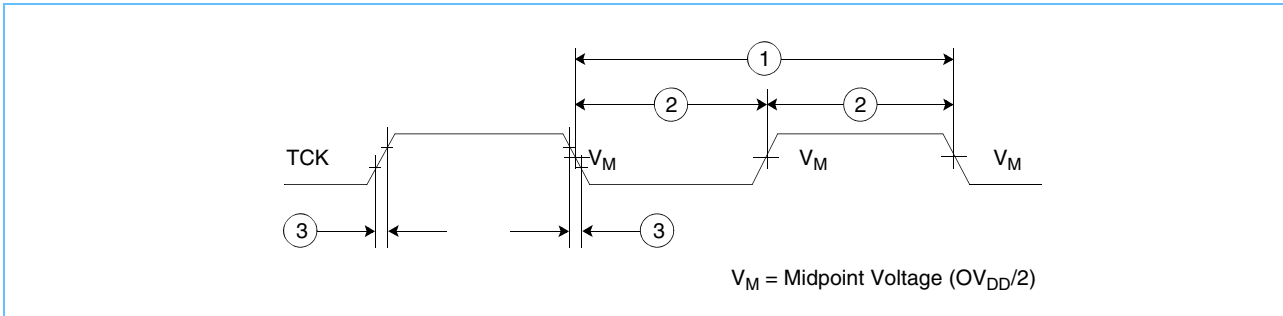 1
2 2
TCK V_M V_M V_M
3 3
V_M = Midpoint Voltage (OV_DD/2)